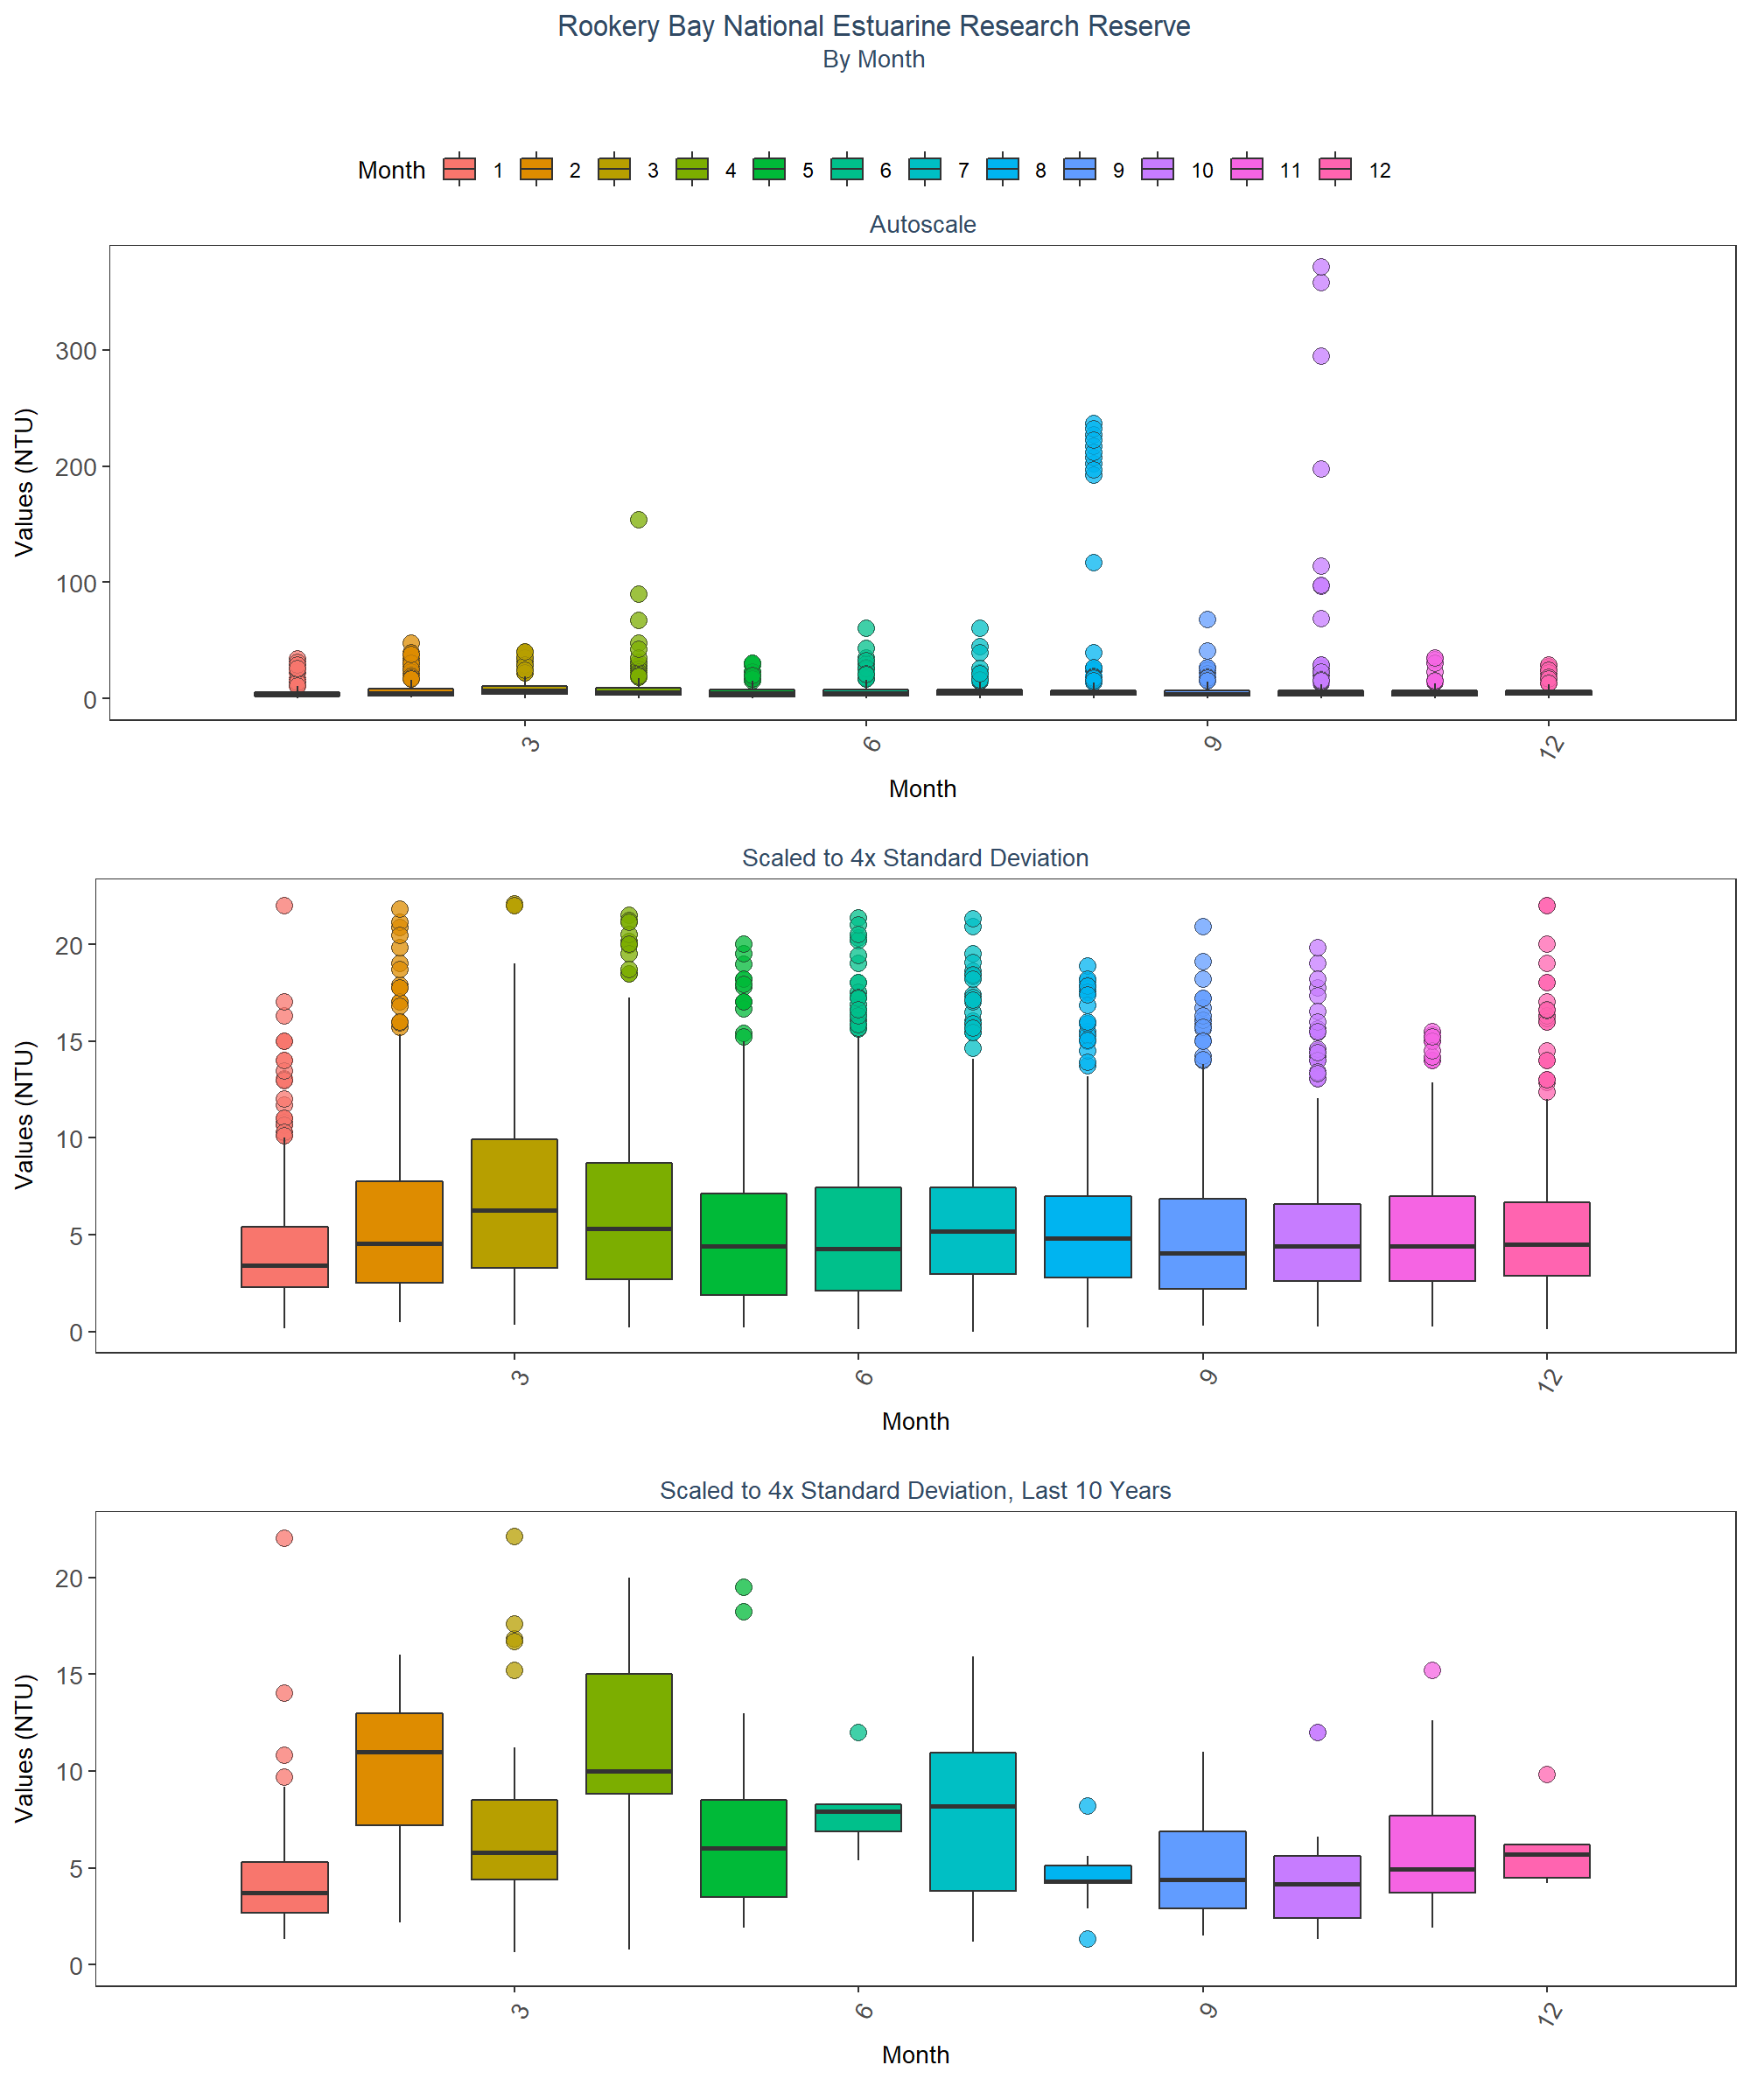 Rookery Bay National Estuarine Research Reserve
By Month
Month 1 2 3 4 5 6 7 8 9 10 11 12
Autoscale
Values (NTU)
300
200
100
0
3 6 9 12
Month
Scaled to 4x Standard Deviation
Values (NTU)
20
15
10
5
0
3 6 9 12
Month
Scaled to 4x Standard Deviation, Last 10 Years
Values (NTU)
20
15
10
5
0
3 6 9 12
Month